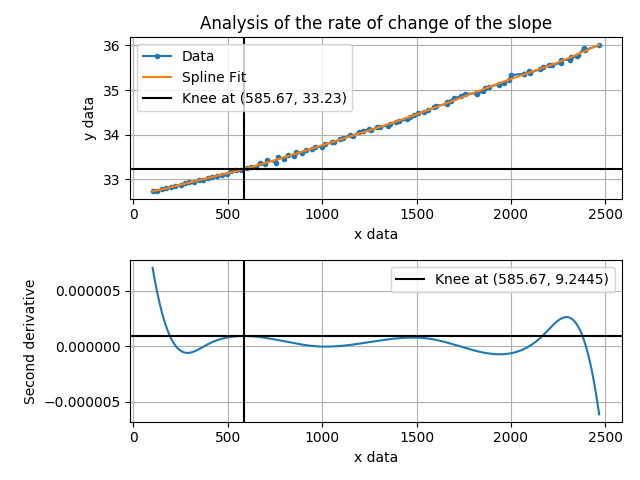 Analysis of the rate of change of the slope
36
35
34
33
y data
Data
Spline Fit
Knee at (585.67, 33.23)
0 500 1000 1500 2000 2500
x data
0.000005
0.000000
−0.000005
Second derivative
Knee at (585.67, 9.2445)
0 500 1000 1500 2000 2500
x data